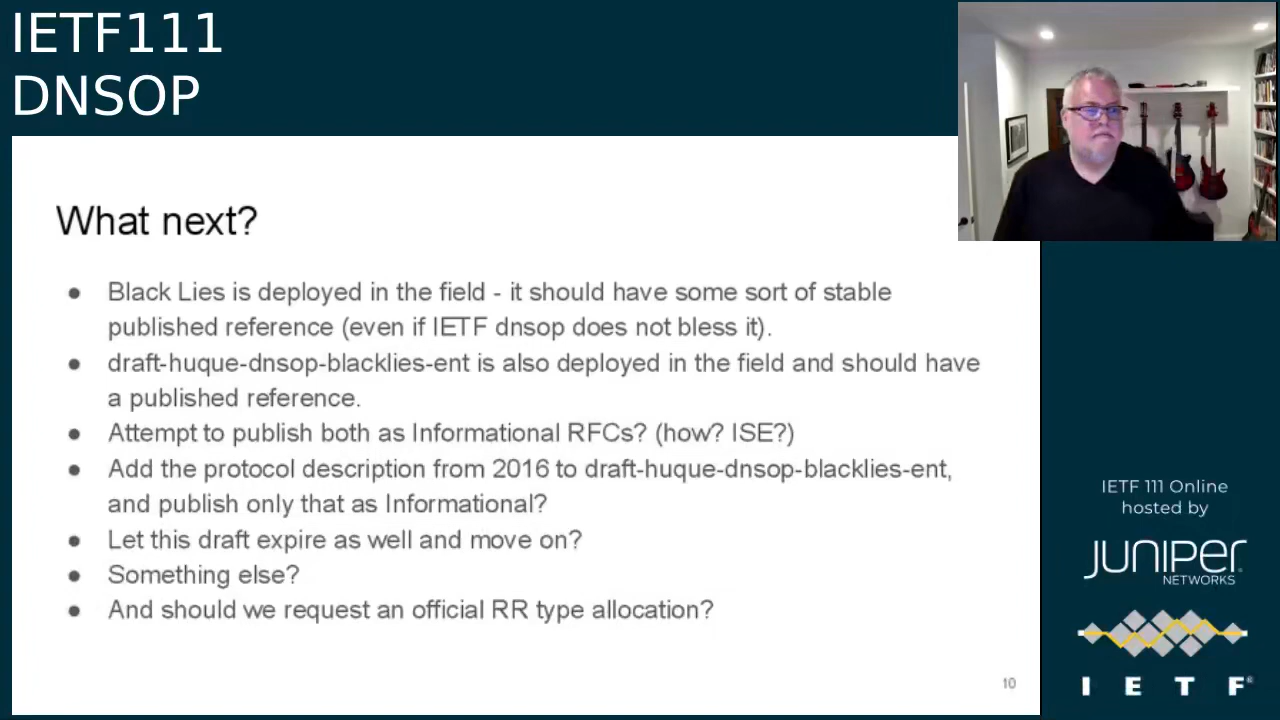 IETF111
DNSOP
What next?
● Black Lies is deployed in the field - it should have some sort of stable
published reference (even if IETF dnsop does not bless it).
● draft-huque-dnsop-blacklies-ent is also deployed in the field and should have
a published reference.
● Attempt to publish both as Informational RFCs? (how? ISE?)
● Add the protocol description from 2016 to draft-huque-dnsop-blacklies-ent,
and publish only that as Informational?
● Let this draft expire as well and move on?
● Something else?
● And should we request an official RR type allocation?
10
IETF 111 Online
hosted by
JUNIPER
NETWORKS
I E T F®